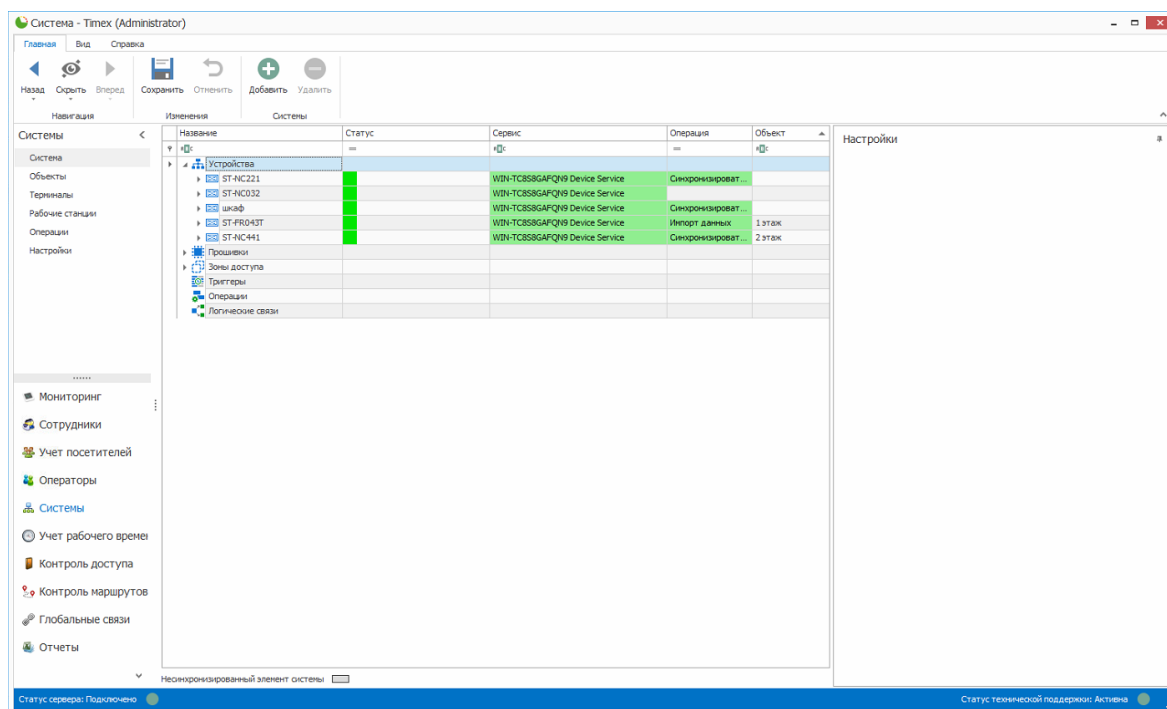 Система - Timex (Administrator)
Главная Вид Справка
Назад Скрыть Вперед Сохранить Отменить Добавить Удалить
Навигация Изменения Системы
Системы
Система
Объекты
Терминалы
Рабочие станции
Операции
Настройки
Название Статус Сервис Операция Объект
Устройства
ST-NC221 WIN-TC8S8GAFQN9 Device Service Синхронизироват...
ST-NC032 WIN-TC8S8GAFQN9 Device Service
шкаф WIN-TC8S8GAFQN9 Device Service Синхронизироват...
ST-FR043T WIN-TC8S8GAFQN9 Device Service Импорт данных 1 этаж
ST-NC441 WIN-TC8S8GAFQN9 Device Service Синхронизироват... 2 этаж
Прошивки
Зоны доступа
Триггеры
Операции
Логические связи
Настройки
Мониторинг
Сотрудники
Учет посетителей
Операторы
Системы
Учет рабочего времен
Контроль доступа
Контроль маршрутов
Глобальные связи
Отчеты
Несинхронизированный элемент системы
Статус сервера: Подключено Статус технической поддержки: Активна